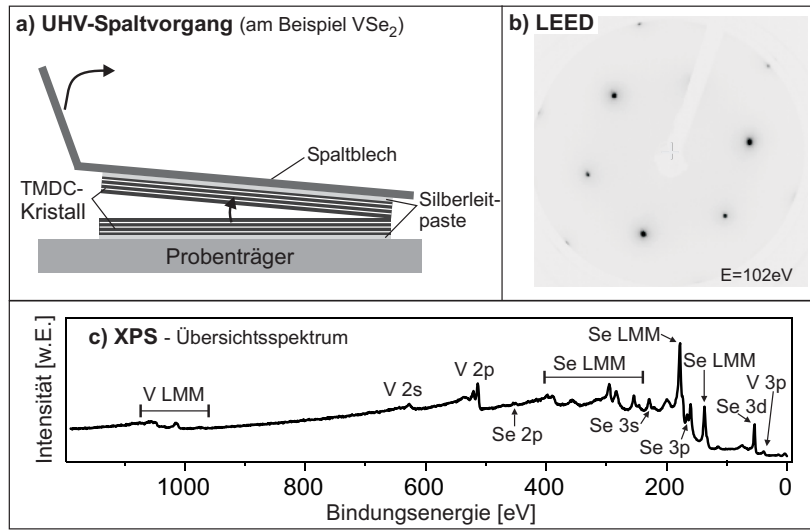 a) UHV-Spaltvorgang (am Beispiel VSe₂)
Spaltblech
TMDC-
Kristall
Silberleit-
paste
Probenträger
b) LEED
E=102eV
c) XPS - Übersichtsspektrum
Intensität [w.E.]
V LMM
V 2s
V 2p
Se 2p
Se LMM
Se 3s
Se LMM
Se 3p
Se LMM
Se 3d
V 3p
1000
800
600
400
200
0
Bindungsenergie [eV]